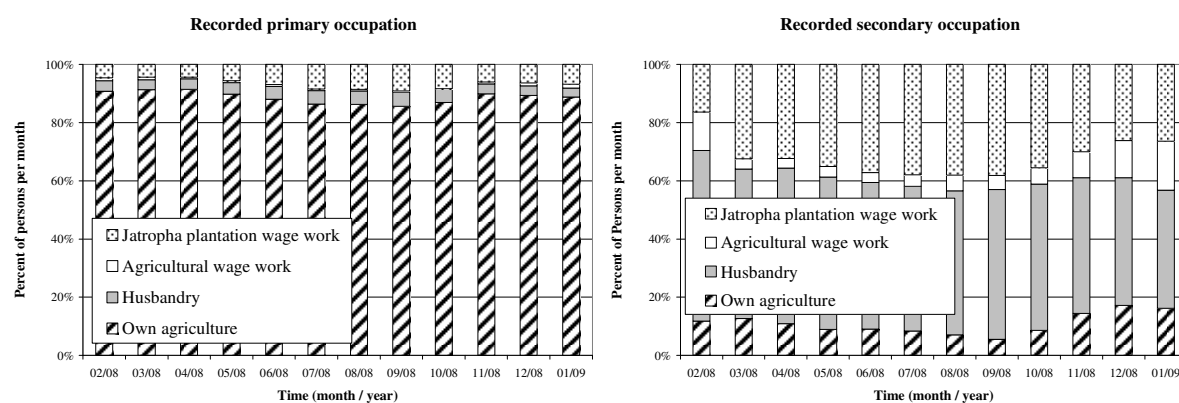 Recorded primary occupation
Percent of persons per month
100%
80%
60%
40%
20%
0%
Jatropha plantation wage work
Agricultural wage work
Husbandry
Own agriculture
02/08 03/08 04/08 05/08 06/08 07/08 08/08 09/08 10/08 11/08 12/08 01/09
Time (month / year)
Recorded secondary occupation
Percent of Persons per month
100%
80%
60%
40%
20%
0%
Jatropha plantation wage work
Agricultural wage work
Husbandry
Own agriculture
02/08 03/08 04/08 05/08 06/08 07/08 08/08 09/08 10/08 11/08 12/08 01/09
Time (month / year)